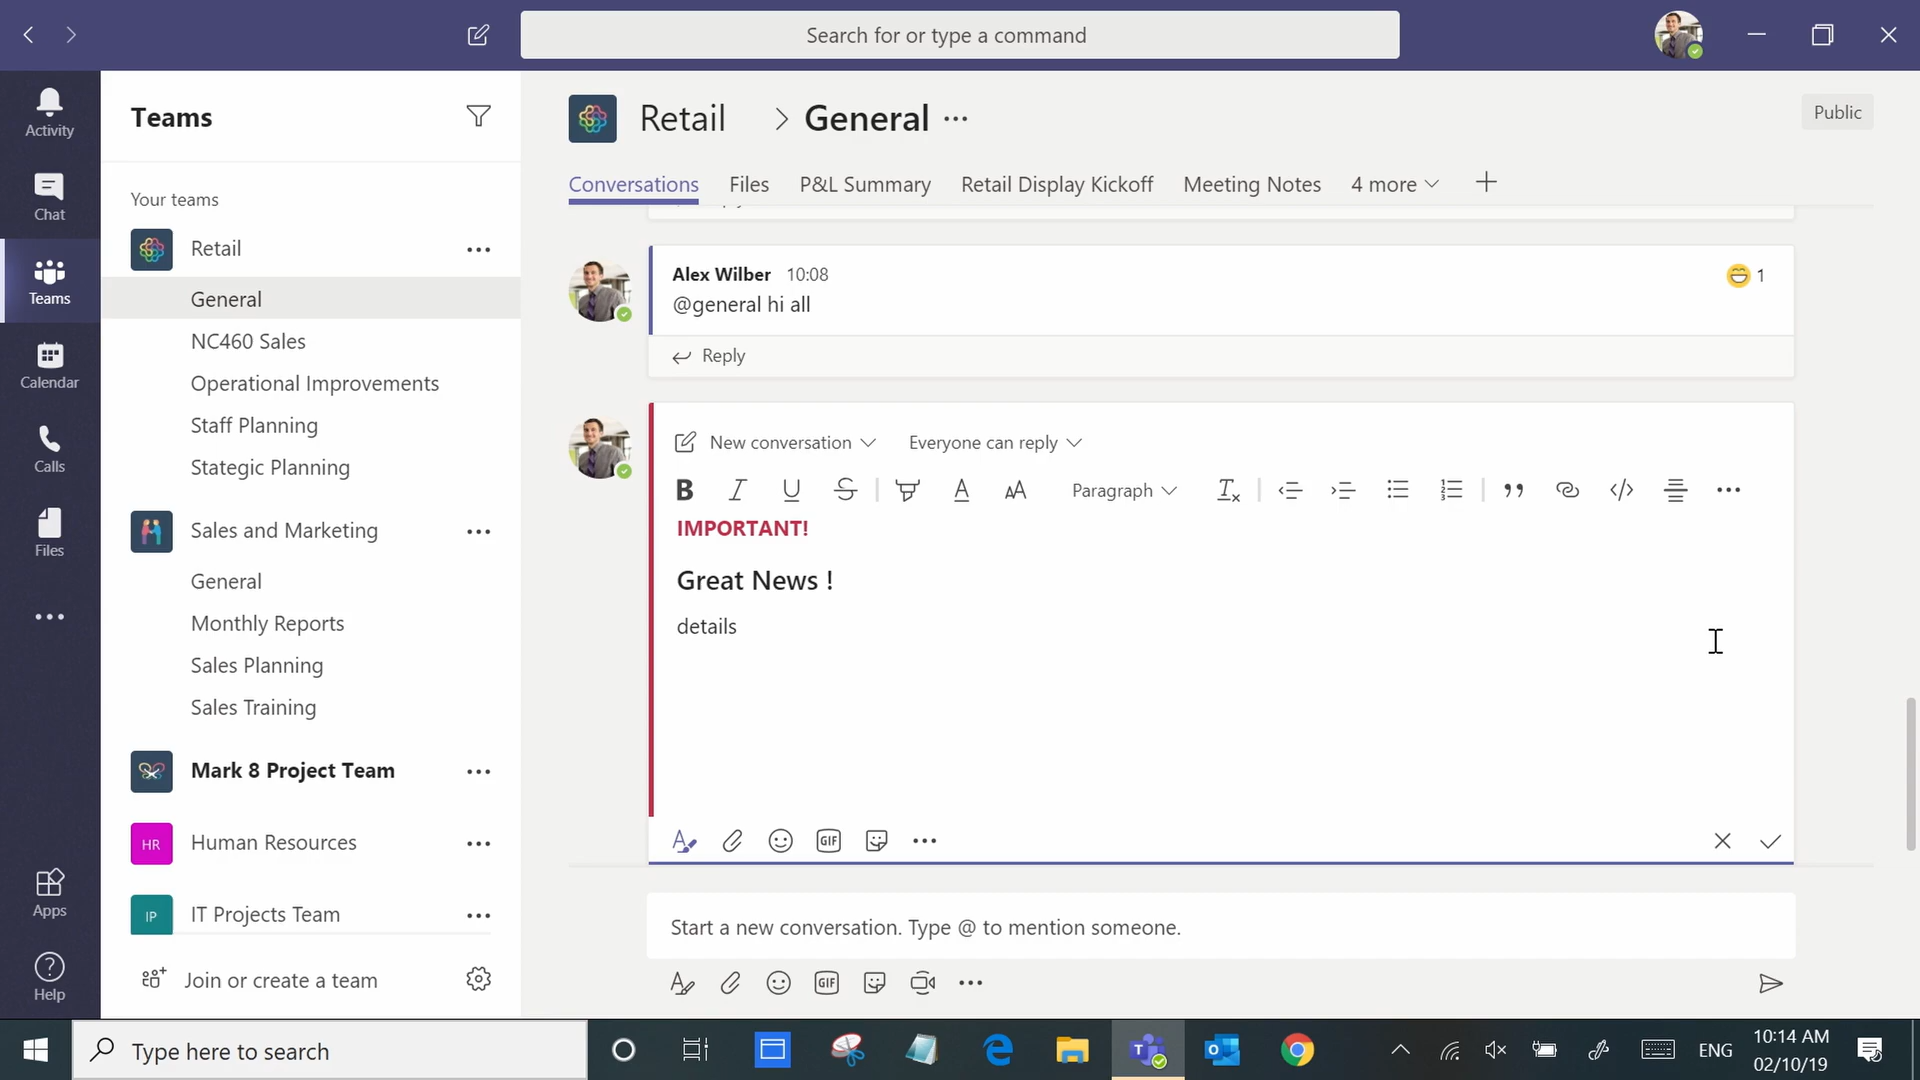 Search for or type a command
Activity
Chat
Teams
Calendar
Calls
Files
Apps
Help
Teams
Your teams
Retail
General
NC460 Sales
Operational Improvements
Staff Planning
Stategic Planning
Sales and Marketing
General
Monthly Reports
Sales Planning
Sales Training
Mark 8 Project Team
HR Human Resources
IP IT Projects Team
Join or create a team
Retail > General ···
Public
Conversations Files P&L Summary Retail Display Kickoff Meeting Notes 4 more
Alex Wilber 10:08
1
@general hi all
Reply
New conversation Everyone can reply
B I U S A AA Paragraph
IMPORTANT!
Great News !
details
GIF
Start a new conversation. Type @ to mention someone.
GIF
Type here to search
ENG
10:14 AM
02/10/19